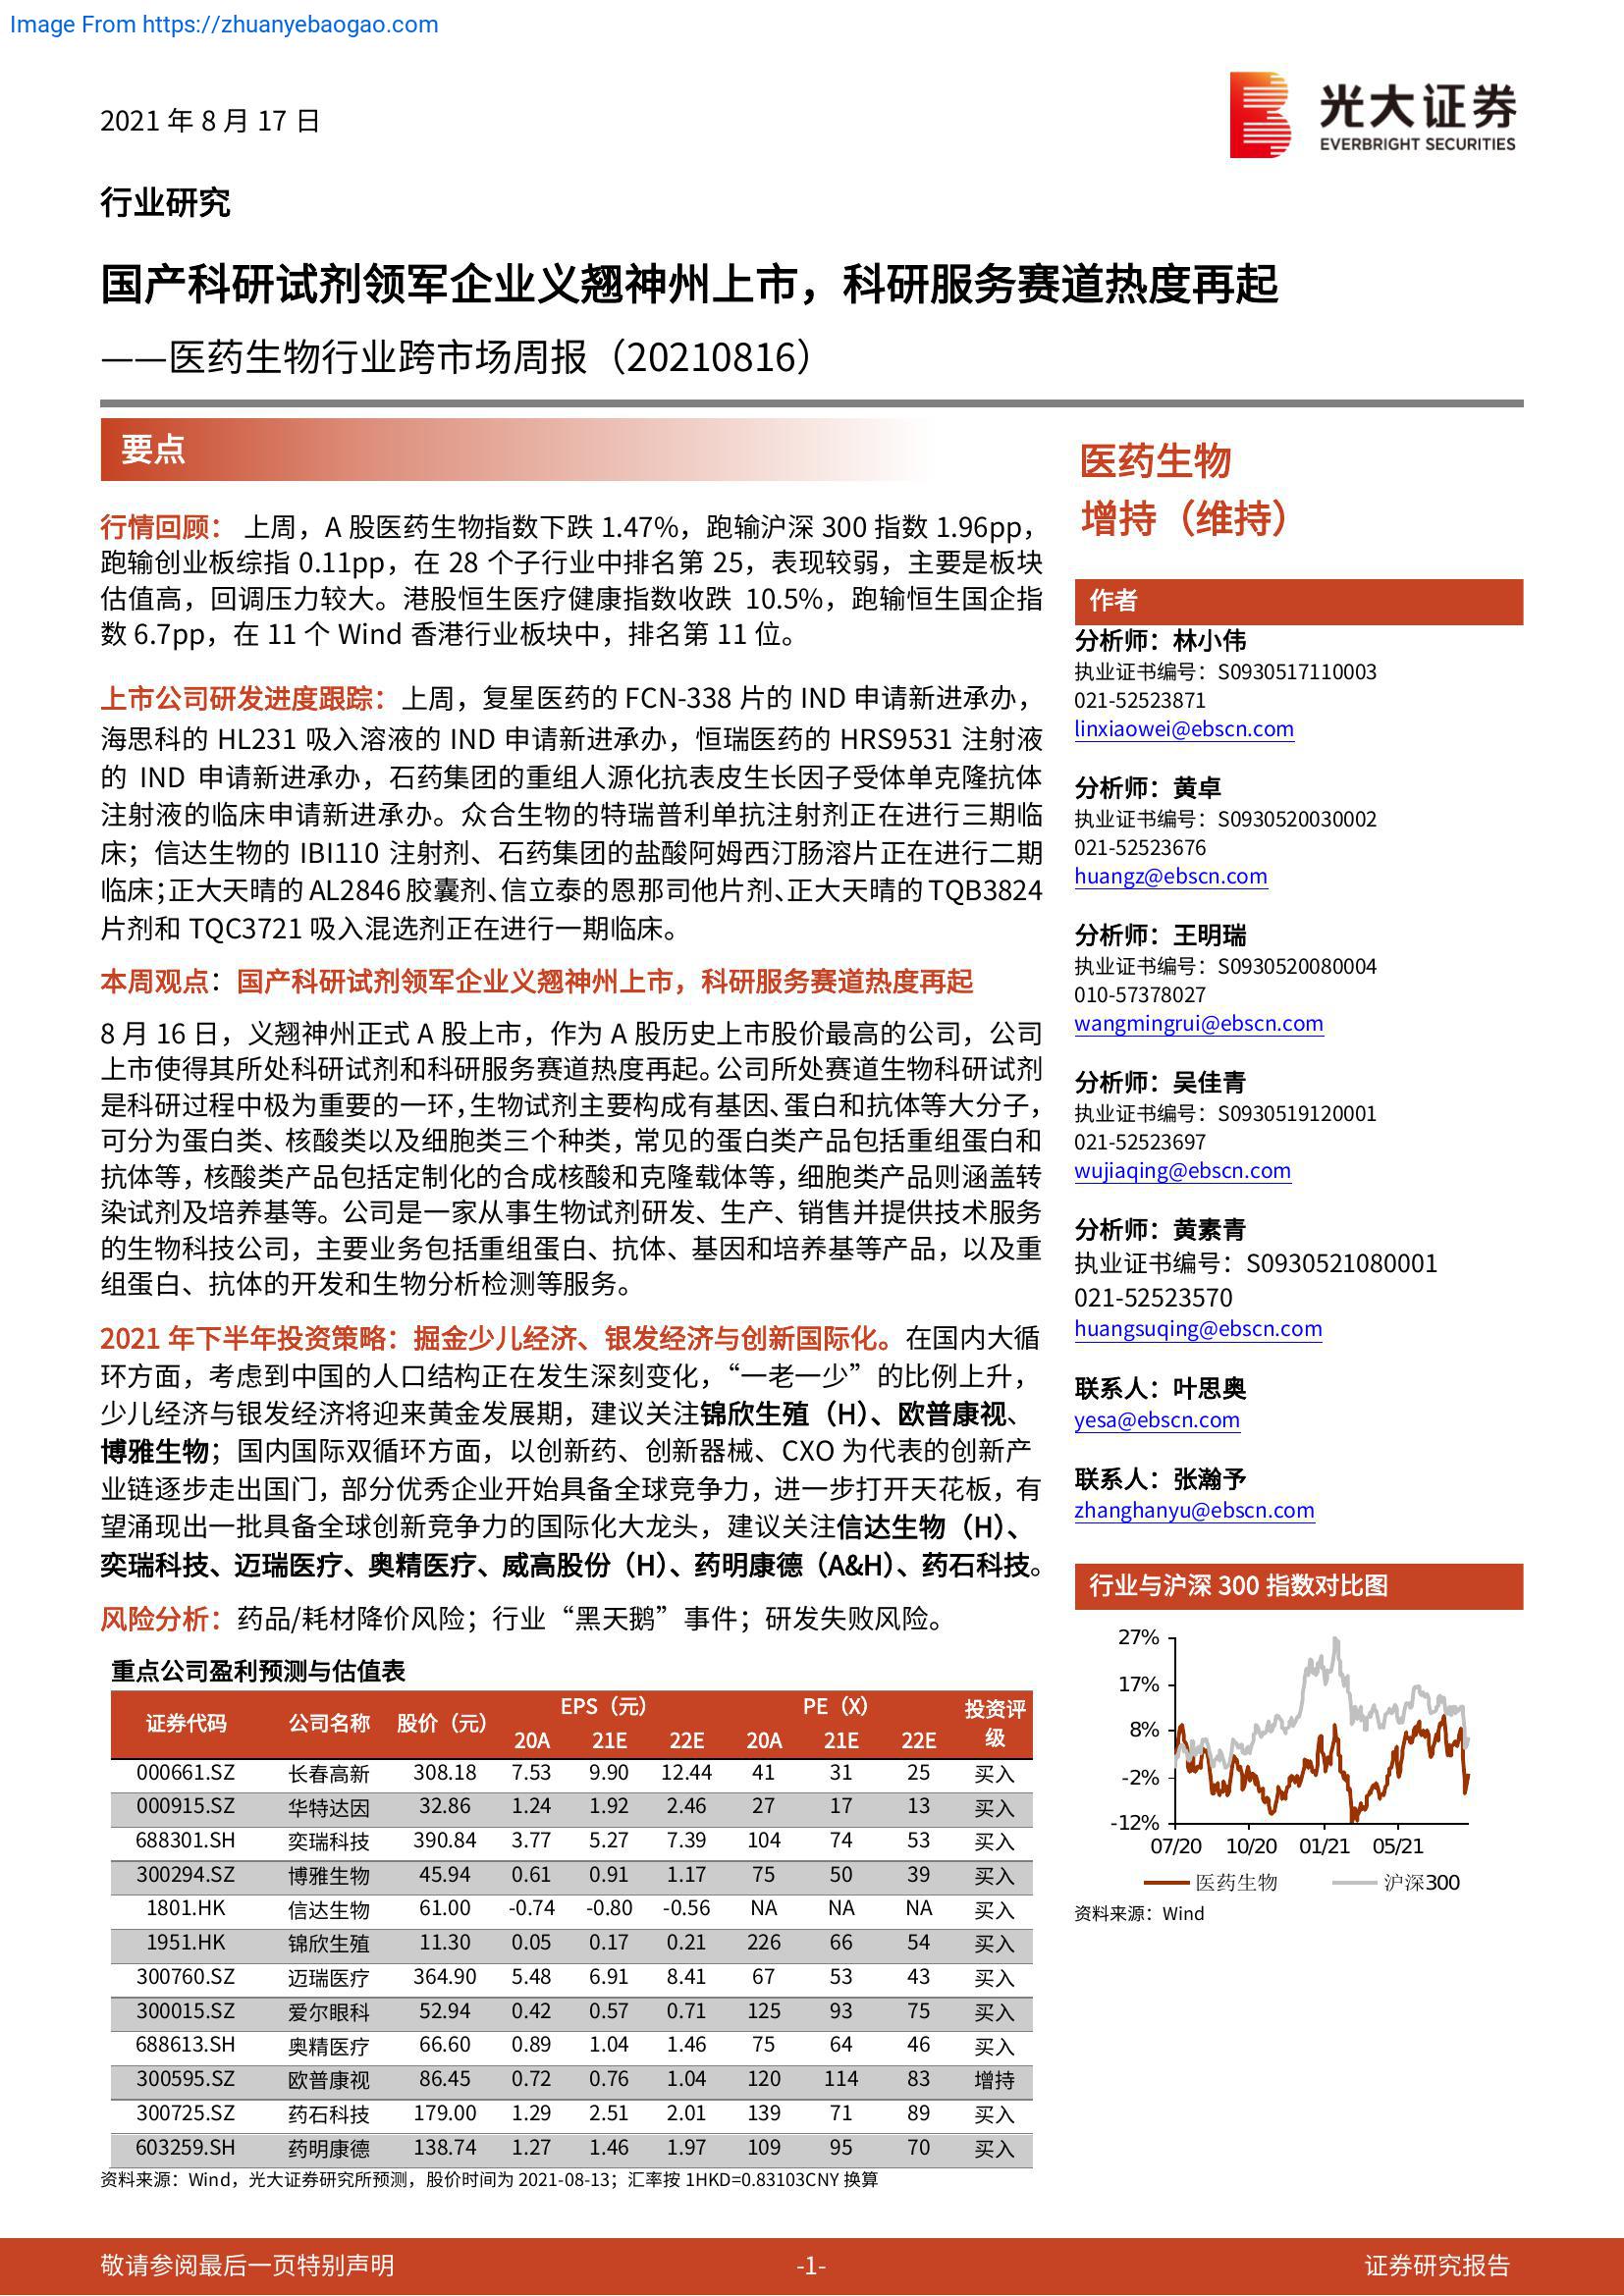 Image From https://zhuanyebaogao.com
2021 年 8 月 17 日
光大证券
EVERBRIGHT SECURITIES
行业研究
国产科研试剂领军企业义翘神州上市，科研服务赛道热度再起
——医药生物行业跨市场周报（20210816）
要点
行情回顾： 上周，A 股医药生物指数下跌 1.47%，跑输沪深 300 指数 1.96pp，
跑输创业板综指 0.11pp，在 28 个子行业中排名第 25，表现较弱，主要是板块
估值高，回调压力较大。港股恒生医疗健康指数收跌 10.5%，跑输恒生国企指
数 6.7pp，在 11 个 Wind 香港行业板块中，排名第 11 位。
上市公司研发进度跟踪：上周，复星医药的 FCN-338 片的 IND 申请新进承办，
海思科的 HL231 吸入溶液的 IND 申请新进承办，恒瑞医药的 HRS9531 注射液
的 IND 申请新进承办，石药集团的重组人源化抗表皮生长因子受体单克隆抗体
注射液的临床申请新进承办。众合生物的特瑞普利单抗注射剂正在进行三期临
床；信达生物的 IBI110 注射剂、石药集团的盐酸阿姆西汀肠溶片正在进行二期
临床；正大天晴的 AL2846 胶囊剂、信立泰的恩那司他片剂、正大天晴的 TQB3824
片剂和 TQC3721 吸入混选剂正在进行一期临床。
本周观点：国产科研试剂领军企业义翘神州上市，科研服务赛道热度再起
8 月 16 日，义翘神州正式 A 股上市，作为 A 股历史上市股价最高的公司，公司
上市使得其所处科研试剂和科研服务赛道热度再起。公司所处赛道生物科研试剂
是科研过程中极为重要的一环，生物试剂主要构成有基因、蛋白和抗体等大分子，
可分为蛋白类、核酸类以及细胞类三个种类，常见的蛋白类产品包括重组蛋白和
抗体等，核酸类产品包括定制化的合成核酸和克隆载体等，细胞类产品则涵盖转
染试剂及培养基等。公司是一家从事生物试剂研发、生产、销售并提供技术服务
的生物科技公司，主要业务包括重组蛋白、抗体、基因和培养基等产品，以及重
组蛋白、抗体的开发和生物分析检测等服务。
2021 年下半年投资策略：掘金少儿经济、银发经济与创新国际化。在国内大循
环方面，考虑到中国的人口结构正在发生深刻变化，“一老一少”的比例上升，
少儿经济与银发经济将迎来黄金发展期，建议关注锦欣生殖（H）、欧普康视、
博雅生物；国内国际双循环方面，以创新药、创新器械、CXO 为代表的创新产
业链逐步走出国门，部分优秀企业开始具备全球竞争力，进一步打开天花板，有
望涌现出一批具备全球创新竞争力的国际化大龙头，建议关注信达生物（H）、
奕瑞科技、迈瑞医疗、奥精医疗、威高股份（H）、药明康德（A&H）、药石科技。
风险分析：药品/耗材降价风险；行业“黑天鹅”事件；研发失败风险。
重点公司盈利预测与估值表
证券代码 公司名称 股价（元） EPS（元） PE（X） 投资评级
20A 21E 22E 20A 21E 22E
000661.SZ 长春高新 308.18 7.53 9.90 12.44 41 31 25 买入
000915.SZ 华特达因 32.86 1.24 1.92 2.46 27 17 13 买入
688301.SH 奕瑞科技 390.84 3.77 5.27 7.39 104 74 53 买入
300294.SZ 博雅生物 45.94 0.61 0.91 1.17 75 50 39 买入
1801.HK 信达生物 61.00 -0.74 -0.80 -0.56 NA NA NA 买入
1951.HK 锦欣生殖 11.30 0.05 0.17 0.21 226 66 54 买入
300760.SZ 迈瑞医疗 364.90 5.48 6.91 8.41 67 53 43 买入
300015.SZ 爱尔眼科 52.94 0.42 0.57 0.71 125 93 75 买入
688613.SH 奥精医疗 66.60 0.89 1.04 1.46 75 64 46 买入
300595.SZ 欧普康视 86.45 0.72 0.76 1.04 120 114 83 增持
300725.SZ 药石科技 179.00 1.29 2.51 2.01 139 71 89 买入
603259.SH 药明康德 138.74 1.27 1.46 1.97 109 95 70 买入
资料来源：Wind，光大证券研究所预测，股价时间为 2021-08-13；汇率按 1HKD=0.83103CNY 换算
医药生物
增持（维持）
作者
分析师：林小伟
执业证书编号：S0930517110003
021-52523871
linxiaowei@ebscn.com
分析师：黄卓
执业证书编号：S0930520030002
021-52523676
huangz@ebscn.com
分析师：王明瑞
执业证书编号：S0930520080004
010-57378027
wangmingrui@ebscn.com
分析师：吴佳青
执业证书编号：S0930519120001
021-52523697
wujiaqing@ebscn.com
分析师：黄素青
执业证书编号：S0930521080001
021-52523570
huangsuqing@ebscn.com
联系人：叶思奥
yesa@ebscn.com
联系人：张瀚予
zhanghanyu@ebscn.com
行业与沪深 300 指数对比图
27%
17%
8%
-2%
-12%
07/20 10/20 01/21 05/21
医药生物 沪深300
资料来源：Wind
敬请参阅最后一页特别声明 -1- 证券研究报告